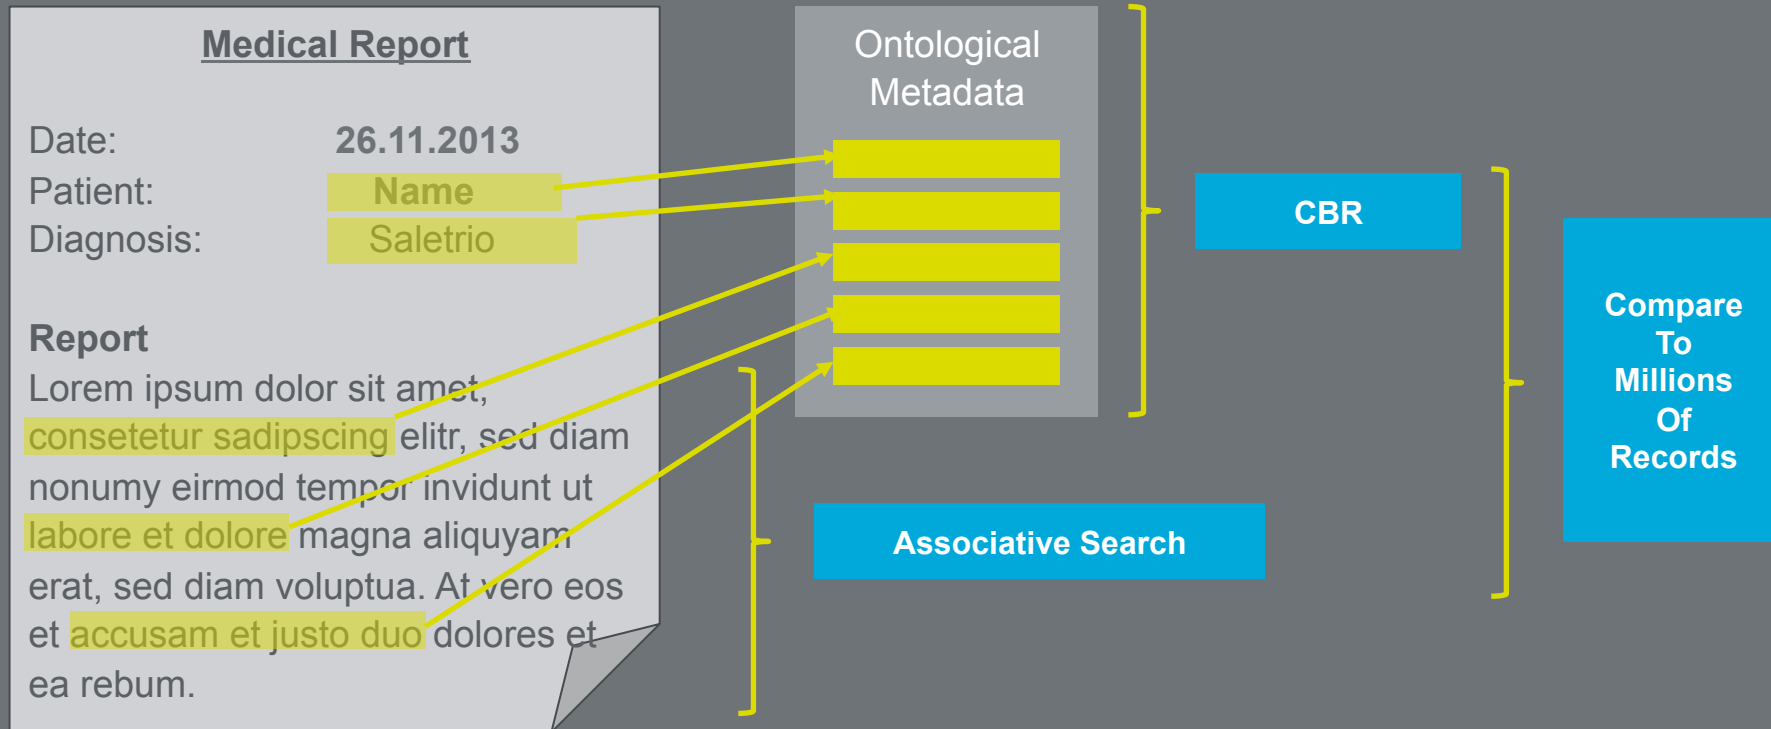 Medical Report
Date: 26.11.2013
Patient: Name
Diagnosis: Saletrio
Report
Lorem ipsum dolor sit amet,
consetetur sadipscing elitr, sed diam
nonumy eirmod tempor invidunt ut
labore et dolore magna aliquyam
erat, sed diam voluptua. At vero eos
et accusam et justo duo dolores et
ea rebum.
Ontological
Metadata
CBR
Associative Search
Compare
To
Millions
Of
Records